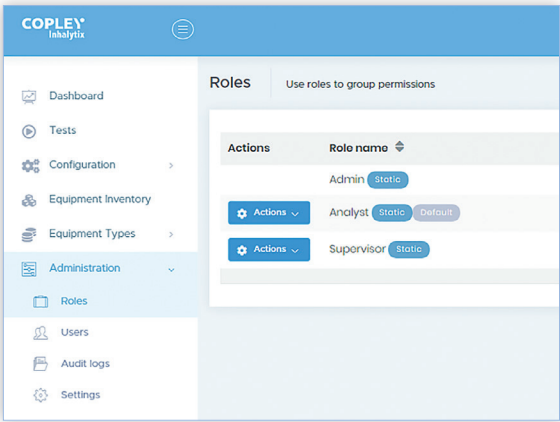 COPLEY
Inhalytix
Dashboard
Tests
Configuration
Equipment Inventory
Equipment Types
Administration
Roles
Users
Audit logs
Settings
Roles Use roles to group permissions
Actions Role name
Admin Static
Actions Analyst Static Default
Actions Supervisor Static